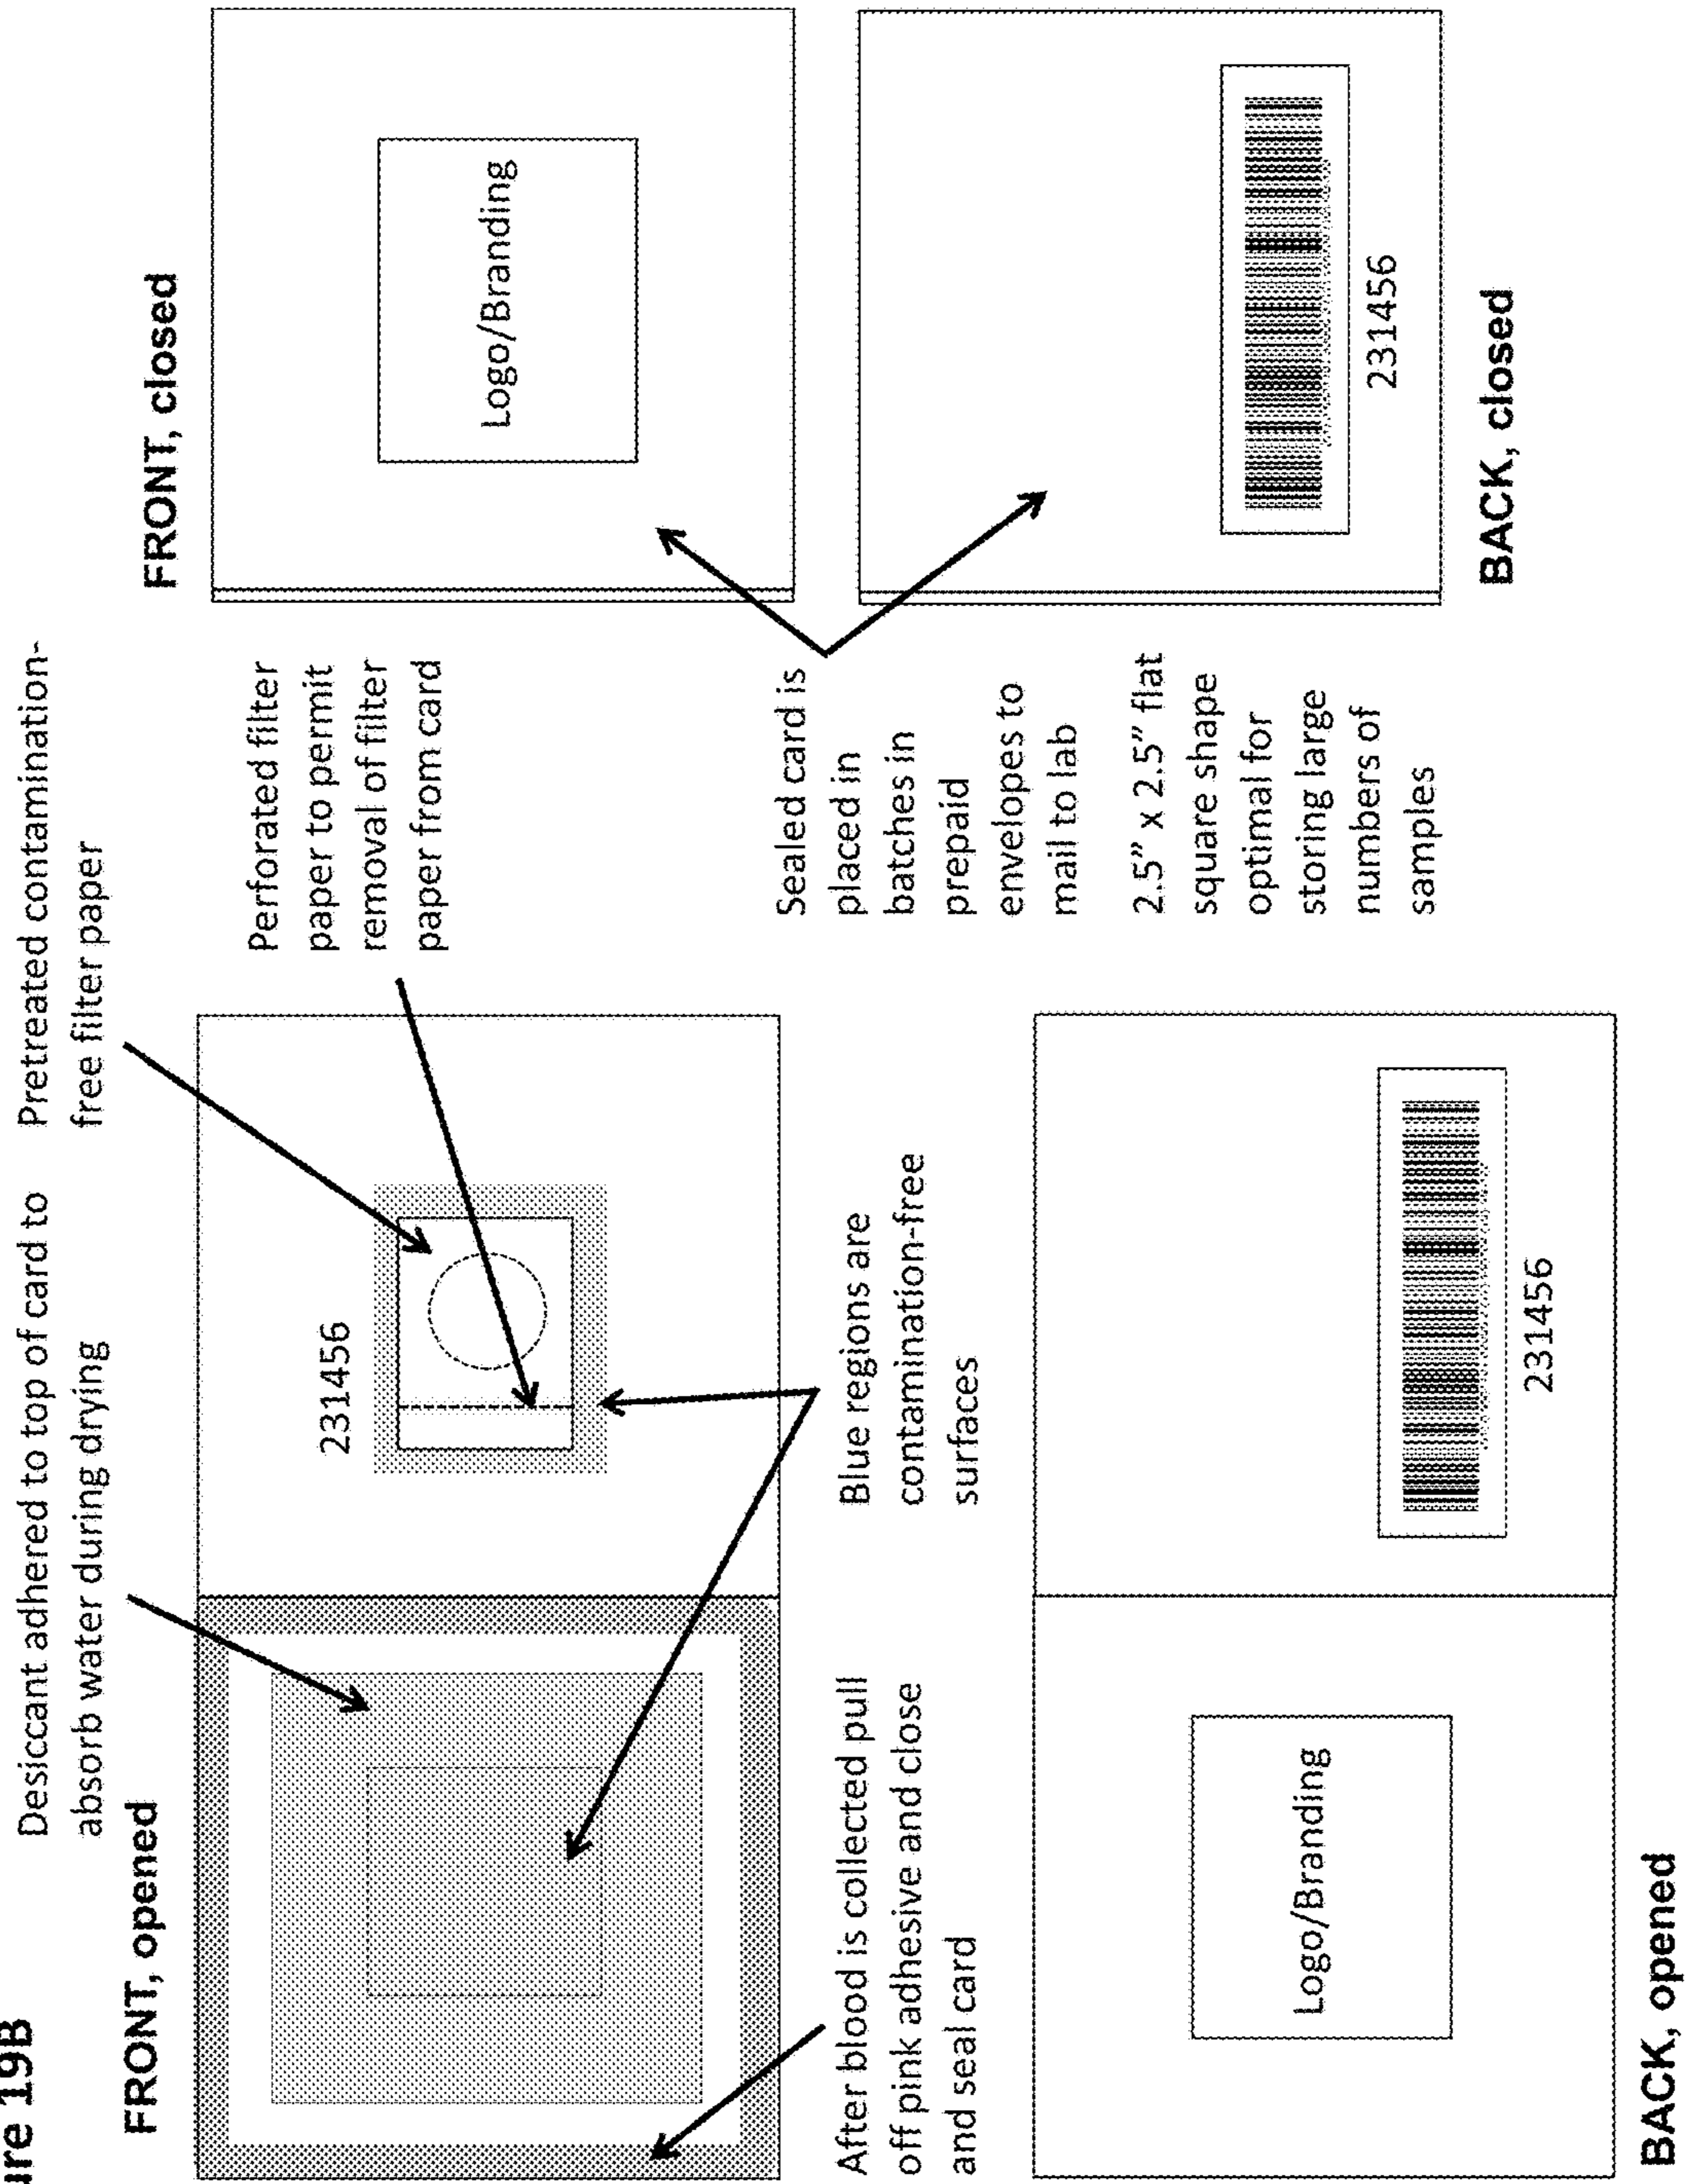 ure 19B
Desiccant adhered to top of card to
absorb water during drying
Pretreated contamination-
free filter paper
FRONT, opened
231456
Perforated filter
paper to permit
removal of filter
paper from card
FRONT, closed
Logo/Branding
After blood is collected pull
off pink adhesive and close
and seal card
Blue regions are
contamination-free
surfaces
Sealed card is
placed in
batches in
prepaid
envelopes to
mail to lab
2.5" x 2.5" flat
square shape
optimal for
storing large
numbers of
samples
Logo/Branding
231456
BACK, opened
231456
BACK, closed